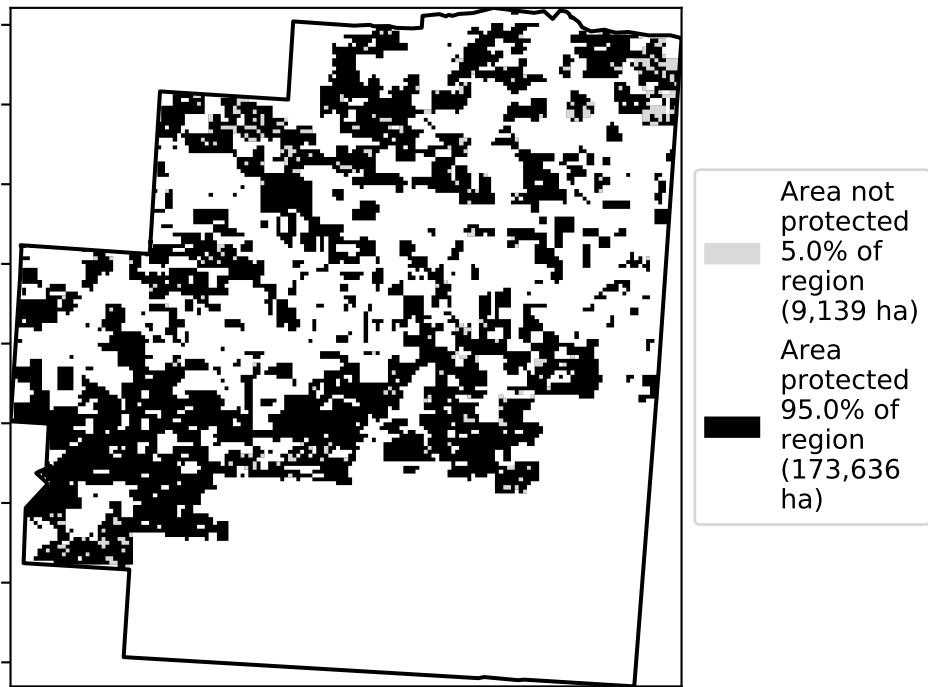 Area not
protected
5.0% of
region
(9,139 ha)
Area
protected
95.0% of
region
(173,636
ha)